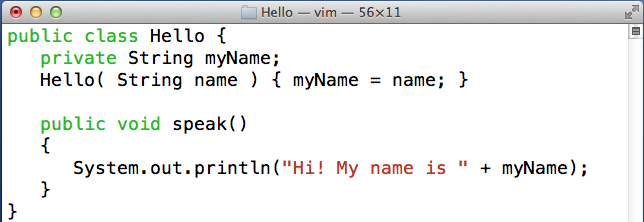 Hello — vim — 56×11
public class Hello {
   private String myName;
   Hello( String name ) { myName = name; }

   public void speak()
   {
      System.out.println("Hi! My name is " + myName);
   }
}